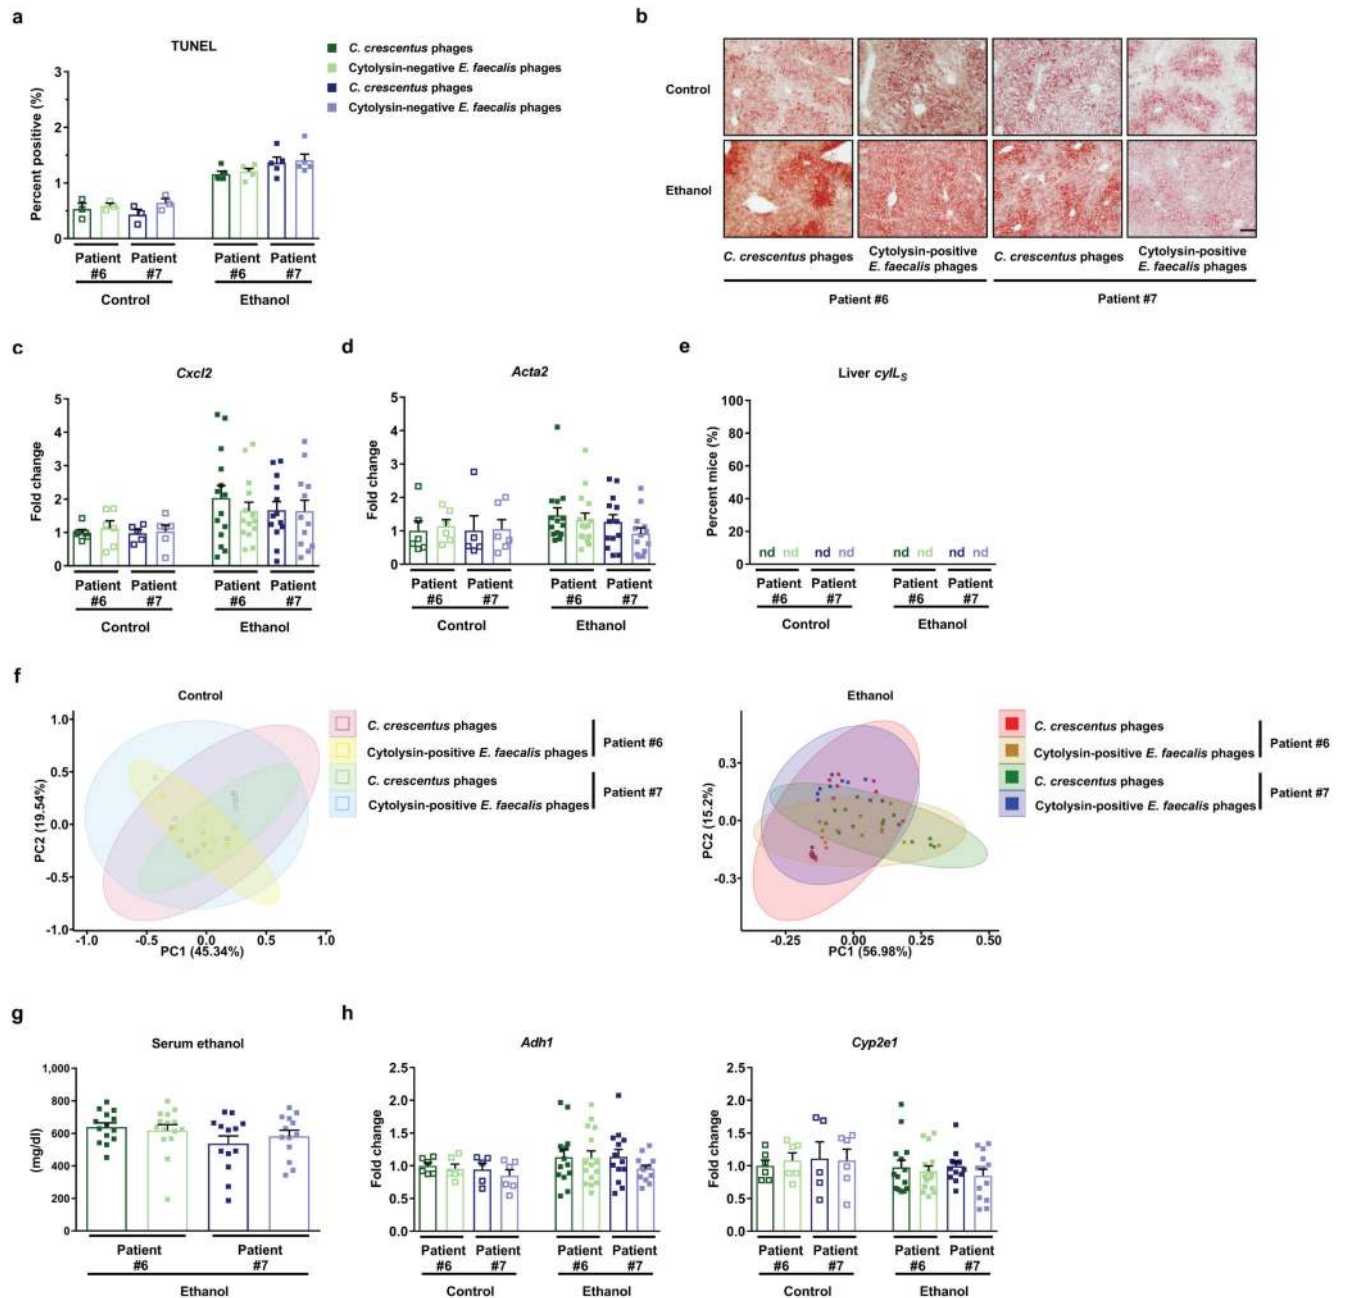 a
TUNEL
C. crescentus phages
Cytolysin-negative E. faecalis phages
C. crescentus phages
Cytolysin-negative E. faecalis phages
Percent positive (%)
3
2
1
0
Patient #6
Patient #7
Patient #6
Patient #7
Control
Ethanol
b
Control
Ethanol
C. crescentus phages
Cytolysin-positive
E. faecalis phages
C. crescentus phages
Cytolysin-positive
E. faecalis phages
Patient #6
Patient #7
c
Cxcl2
Fold change
5
4
3
2
1
0
Patient #6
Patient #7
Patient #6
Patient #7
Control
Ethanol
d
Acta2
Fold change
5
4
3
2
1
0
Patient #6
Patient #7
Patient #6
Patient #7
Control
Ethanol
e
Liver cylLS
Percent mice (%)
100
80
60
40
20
0
nd nd nd nd nd nd nd nd
Patient #6
Patient #7
Patient #6
Patient #7
Control
Ethanol
f
Control
PC2 (19.54%)
1.0
0.5
0.0
-0.5
-1.0
-1.0 -0.5 0.0 0.5 1.0
PC1 (45.34%)
C. crescentus phages
Cytolysin-positive E. faecalis phages
Patient #6
C. crescentus phages
Cytolysin-positive E. faecalis phages
Patient #7
Ethanol
PC2 (15.2%)
0.3
0.0
-0.3
-0.25 0.00 0.25 0.50
PC1 (56.98%)
C. crescentus phages
Cytolysin-positive E. faecalis phages
Patient #6
C. crescentus phages
Cytolysin-positive E. faecalis phages
Patient #7
g
Serum ethanol
(mg/dl)
1,000
800
600
400
200
0
Patient #6
Patient #7
Ethanol
h
Adh1
Fold change
2.5
2.0
1.5
1.0
0.5
0.0
Patient #6
Patient #7
Patient #6
Patient #7
Control
Ethanol
Cyp2e1
Fold change
2.5
2.0
1.5
1.0
0.5
0.0
Patient #6
Patient #7
Patient #6
Patient #7
Control
Ethanol